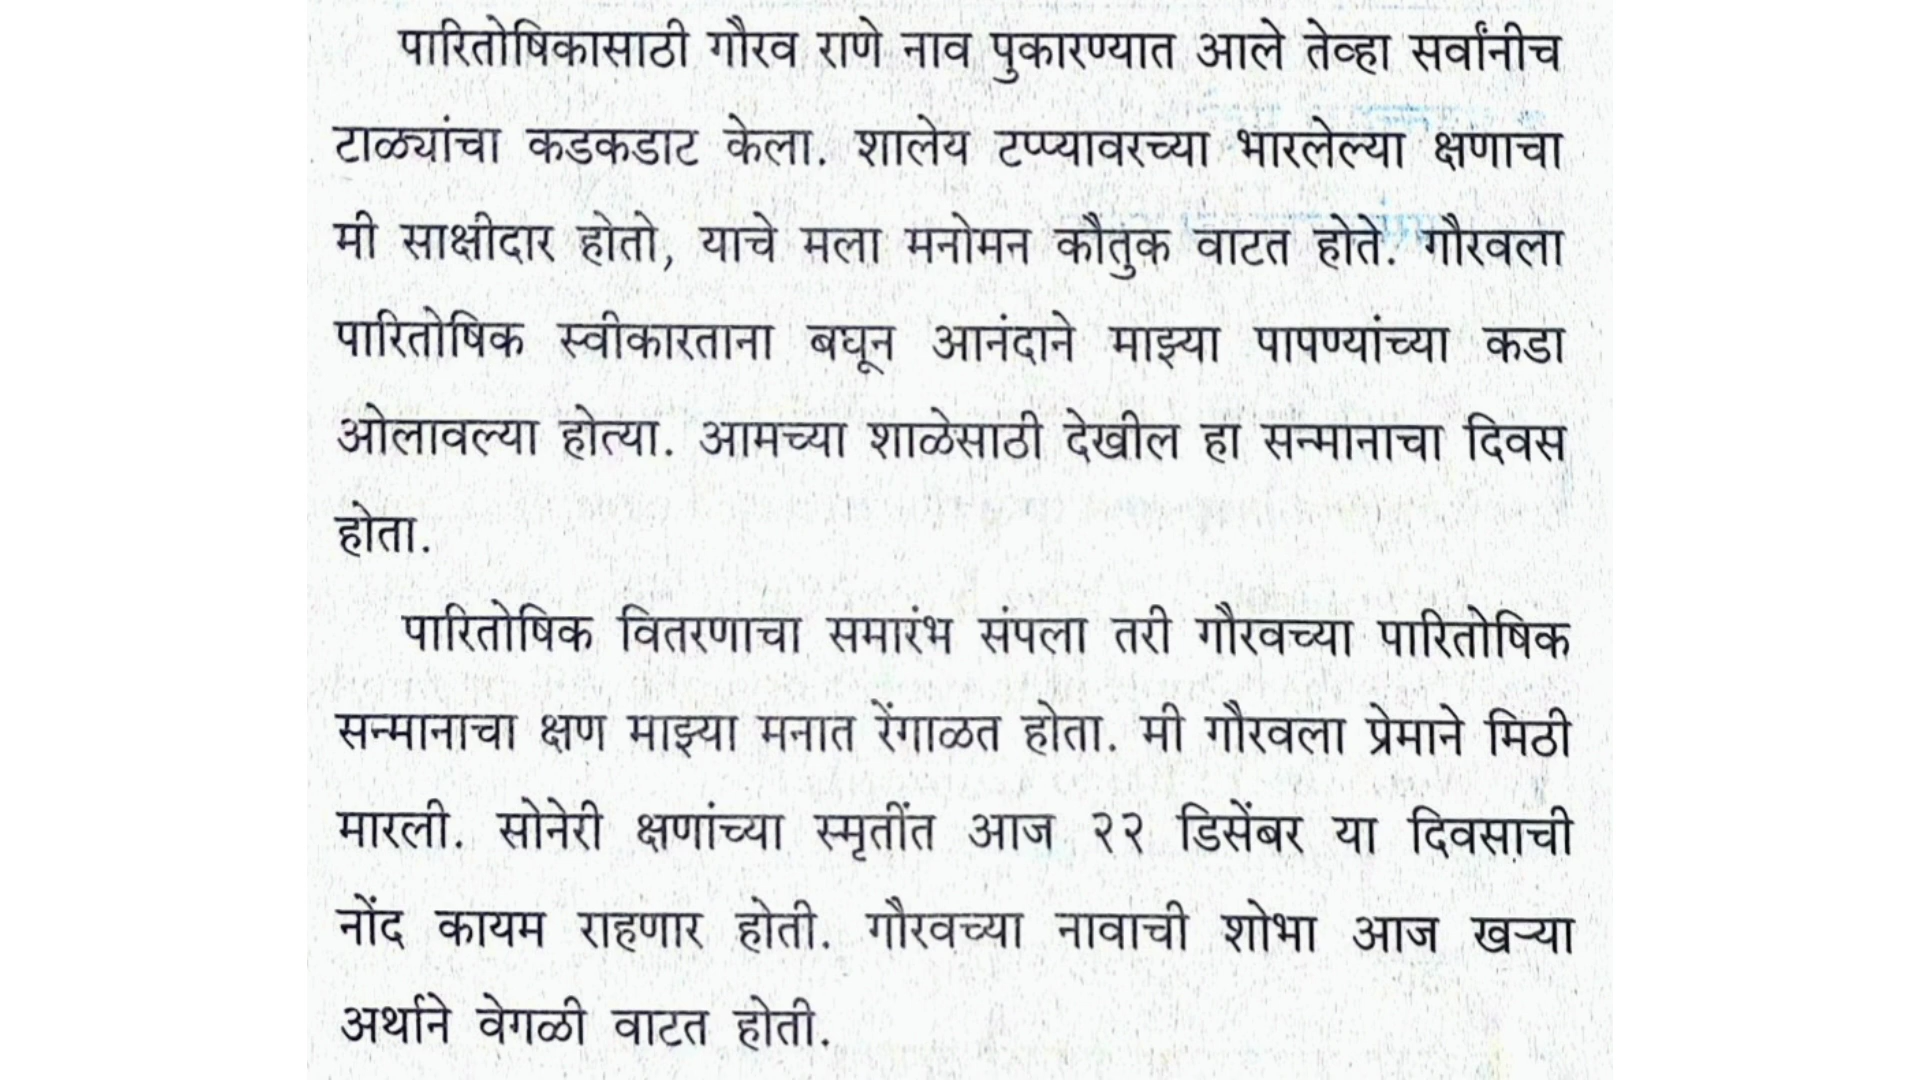 पारितोषिकासाठी गौरव राणे नाव पुकारण्यात आले तेव्हा सर्वांनीच
टाळ्यांचा कडकडाट केला. शालेय टप्प्यावरच्या भारलेल्या क्षणाचा
मी साक्षीदार होतो, याचे मला मनोमन कौतुक वाटत होते. गौरवला
पारितोषिक स्वीकारताना बघून आनंदाने माझ्या पापण्यांच्या कडा
ओलावल्या होत्या. आमच्या शाळेसाठी देखील हा सन्मानाचा दिवस
होता.
पारितोषिक वितरणाचा समारंभ संपला तरी गौरवच्या पारितोषिक
सन्मानाचा क्षण माझ्या मनात रेंगाळत होता. मी गौरवला प्रेमाने मिठी
मारली. सोनेरी क्षणांच्या स्मृतींत आज २२ डिसेंबर या दिवसाची
नोंद कायम राहणार होती. गौरवच्या नावाची शोभा आज खऱ्या
अर्थाने वेगळी वाटत होती.